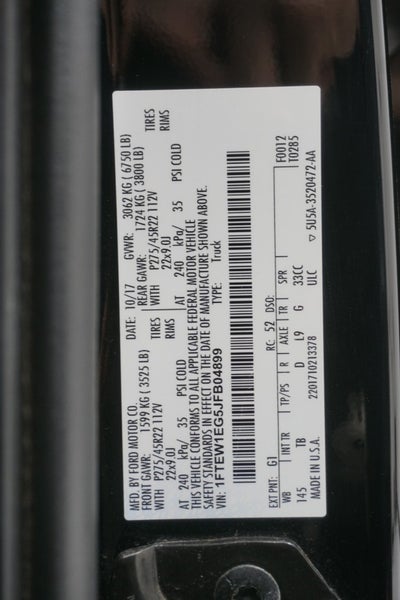 MFD. BY FORD MOTOR CO.
DATE: 10/17 GVWR: 3062 KG ( 6750 LB)
FRONT GAWR: 1599 KG ( 3525 LB)
REAR GAWR: 1724 KG ( 3800 LB)
WITH P275/45R22 112V TIRES
WITH P275/45R22 112V TIRES
22x9.0J RIMS
22x9.0J RIMS
AT 240 kPa/ 35 PSI COLD
AT 240 kPa/ 35 PSI COLD
THIS VEHICLE CONFORMS TO ALL APPLICABLE FEDERAL MOTOR VEHICLE
SAFETY STANDARDS IN EFFECT ON THE DATE OF MANUFACTURE SHOWN ABOVE.
VIN: 1FTEW1EG5JFB04899
TYPE: Truck
F0012
T0285
EXT PNT: G1 RC: 52 DSO:
WB INT TR TP/PS R AXLE TR SPR
145 TB D L9 G 33CC
MADE IN U.S.A. 2201710213378 ULC
▽ 5U5A-3520472-AA